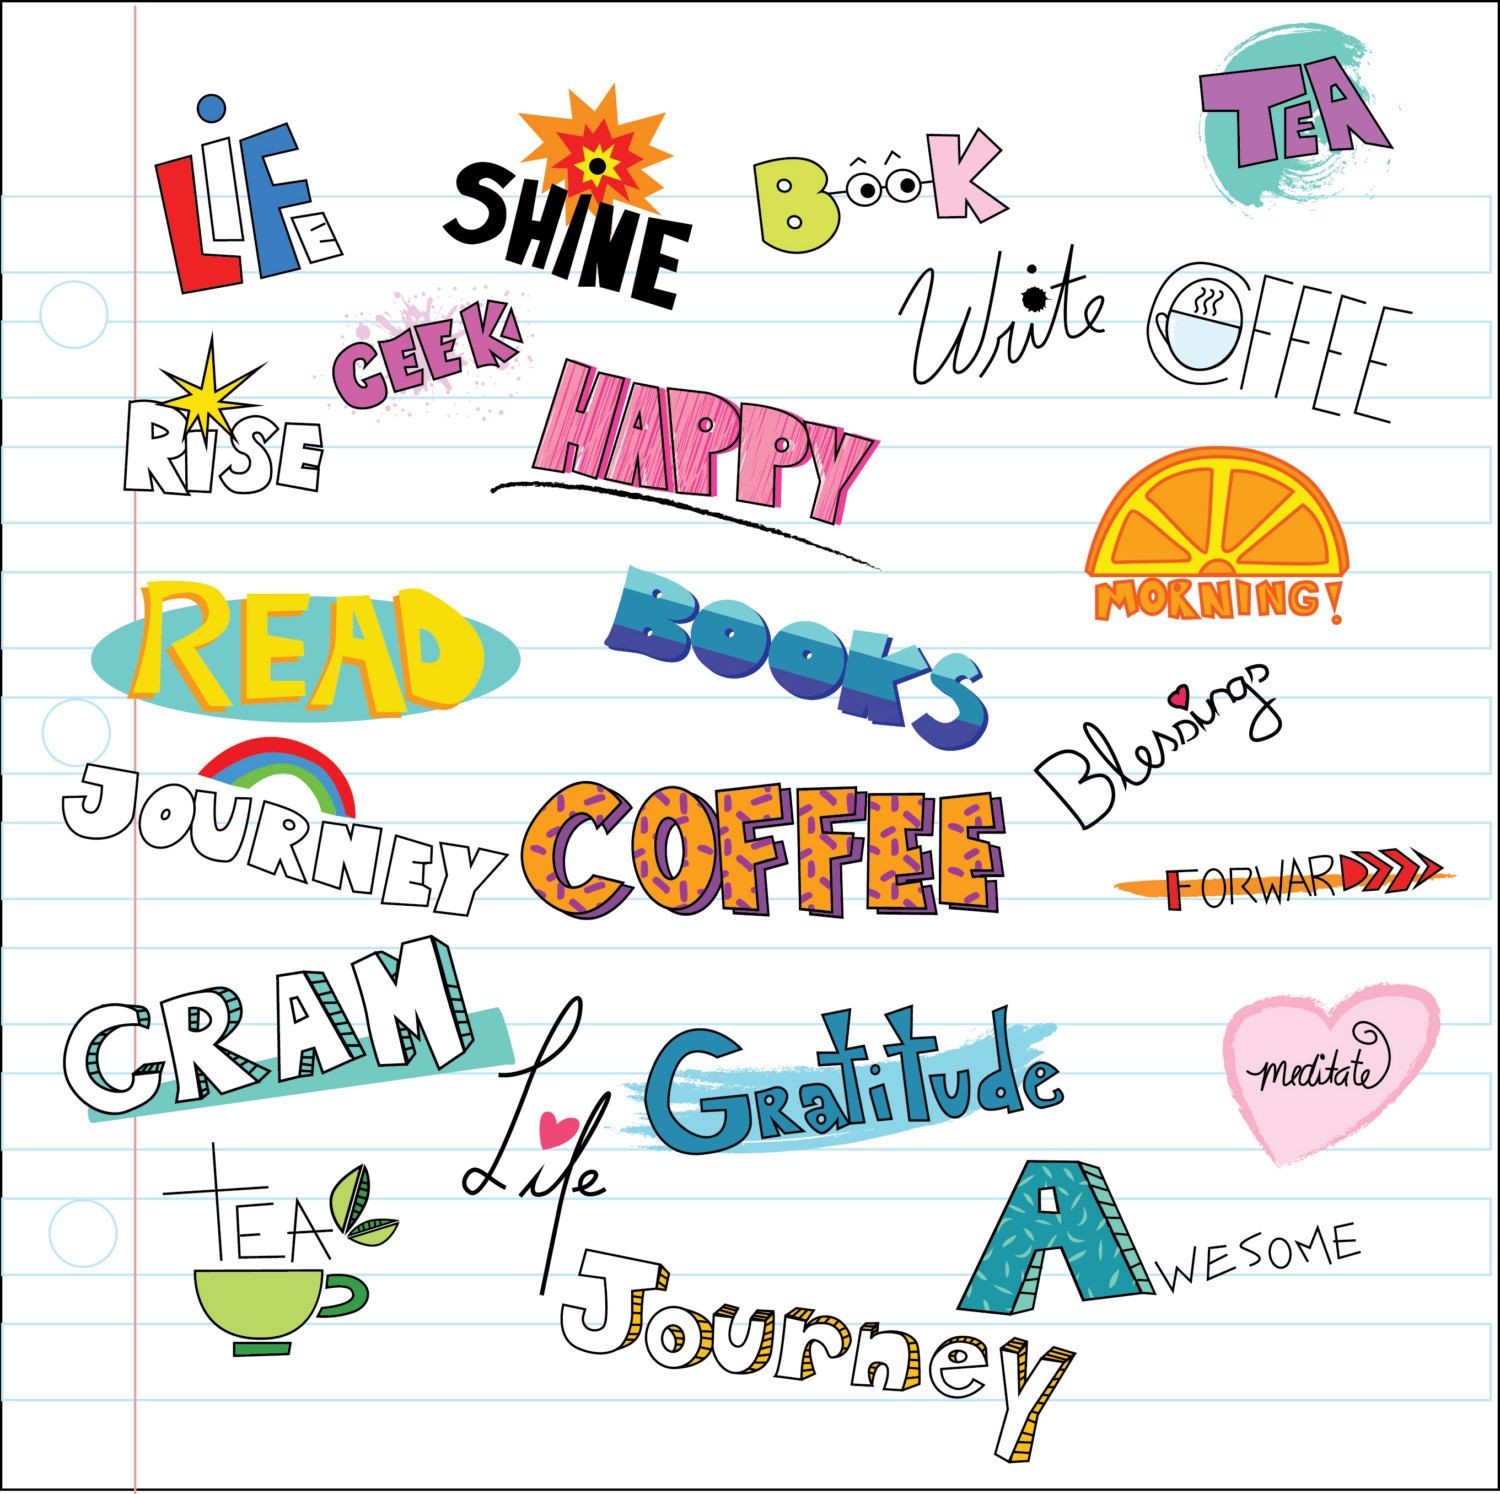 LiFE
SHINE
BOOK
TEA
GEEK
Write
COFFEE
RiSE
HAPPY
MORNING!
READ
BOOKS
Blessings
JOURNEY
COFFEE
FORWARD
CRAM
Life
GRatitude
meditate
TEA
AWESOME
Journey